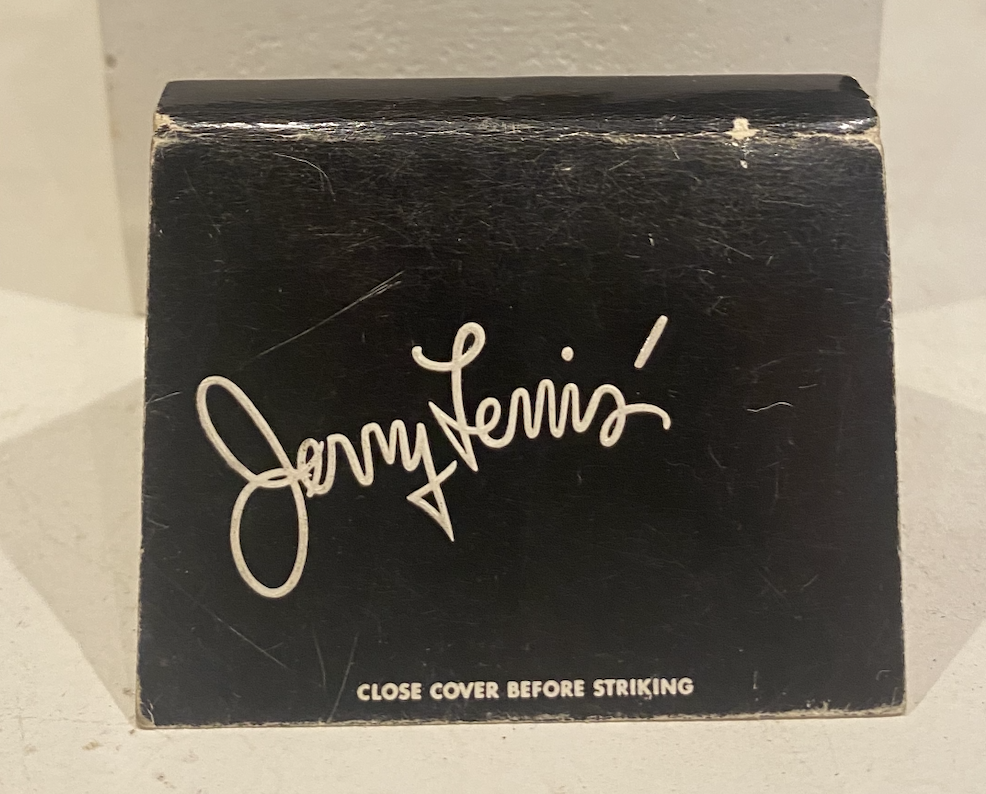 Jerry Lewis'
CLOSE COVER BEFORE STRIKING